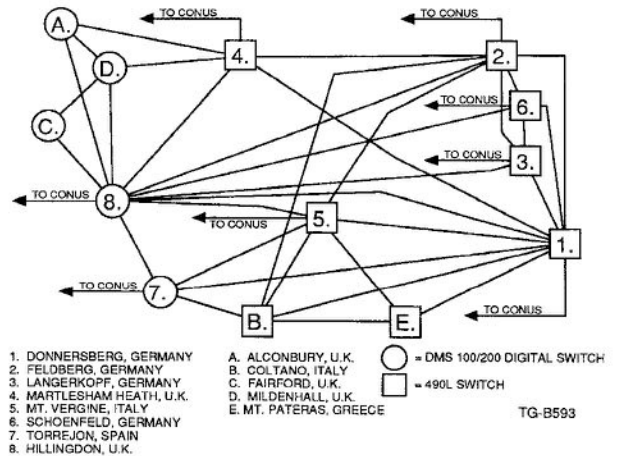 TO CONUS
TO CONUS
A.
4.
2.
D.
TO CONUS
6.
C.
TO CONUS
3.
TO CONUS
8.
TO CONUS
5.
1.
TO CONUS
7.
B.
E.
TO CONUS
1. DONNERSBERG, GERMANY
2. FELDBERG, GERMANY
3. LANGERKOPF, GERMANY
4. MARTLESHAM HEATH, U.K.
5. MT. VERGINE, ITALY
6. SCHOENFELD, GERMANY
7. TORREJON, SPAIN
8. HILLINGDON, U.K.
A. ALCONBURY, U.K.
B. COLTANO, ITALY
C. FAIRFORD, U.K.
D. MILDENHALL, U.K.
E. MT. PATERAS, GREECE
= DMS 100/200 DIGITAL SWITCH
= 490L SWITCH
TG-B593